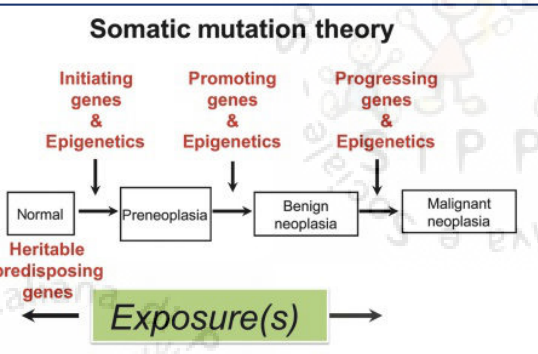 Somatic mutation theory
Initiating
genes
&
Epigenetics
Promoting
genes
&
Epigenetics
Progressing
genes
&
Epigenetics
Normal
Preneoplasia
Benign
neoplasia
Malignant
neoplasia
Heritable
predisposing
genes
Exposure(s)
SIPP